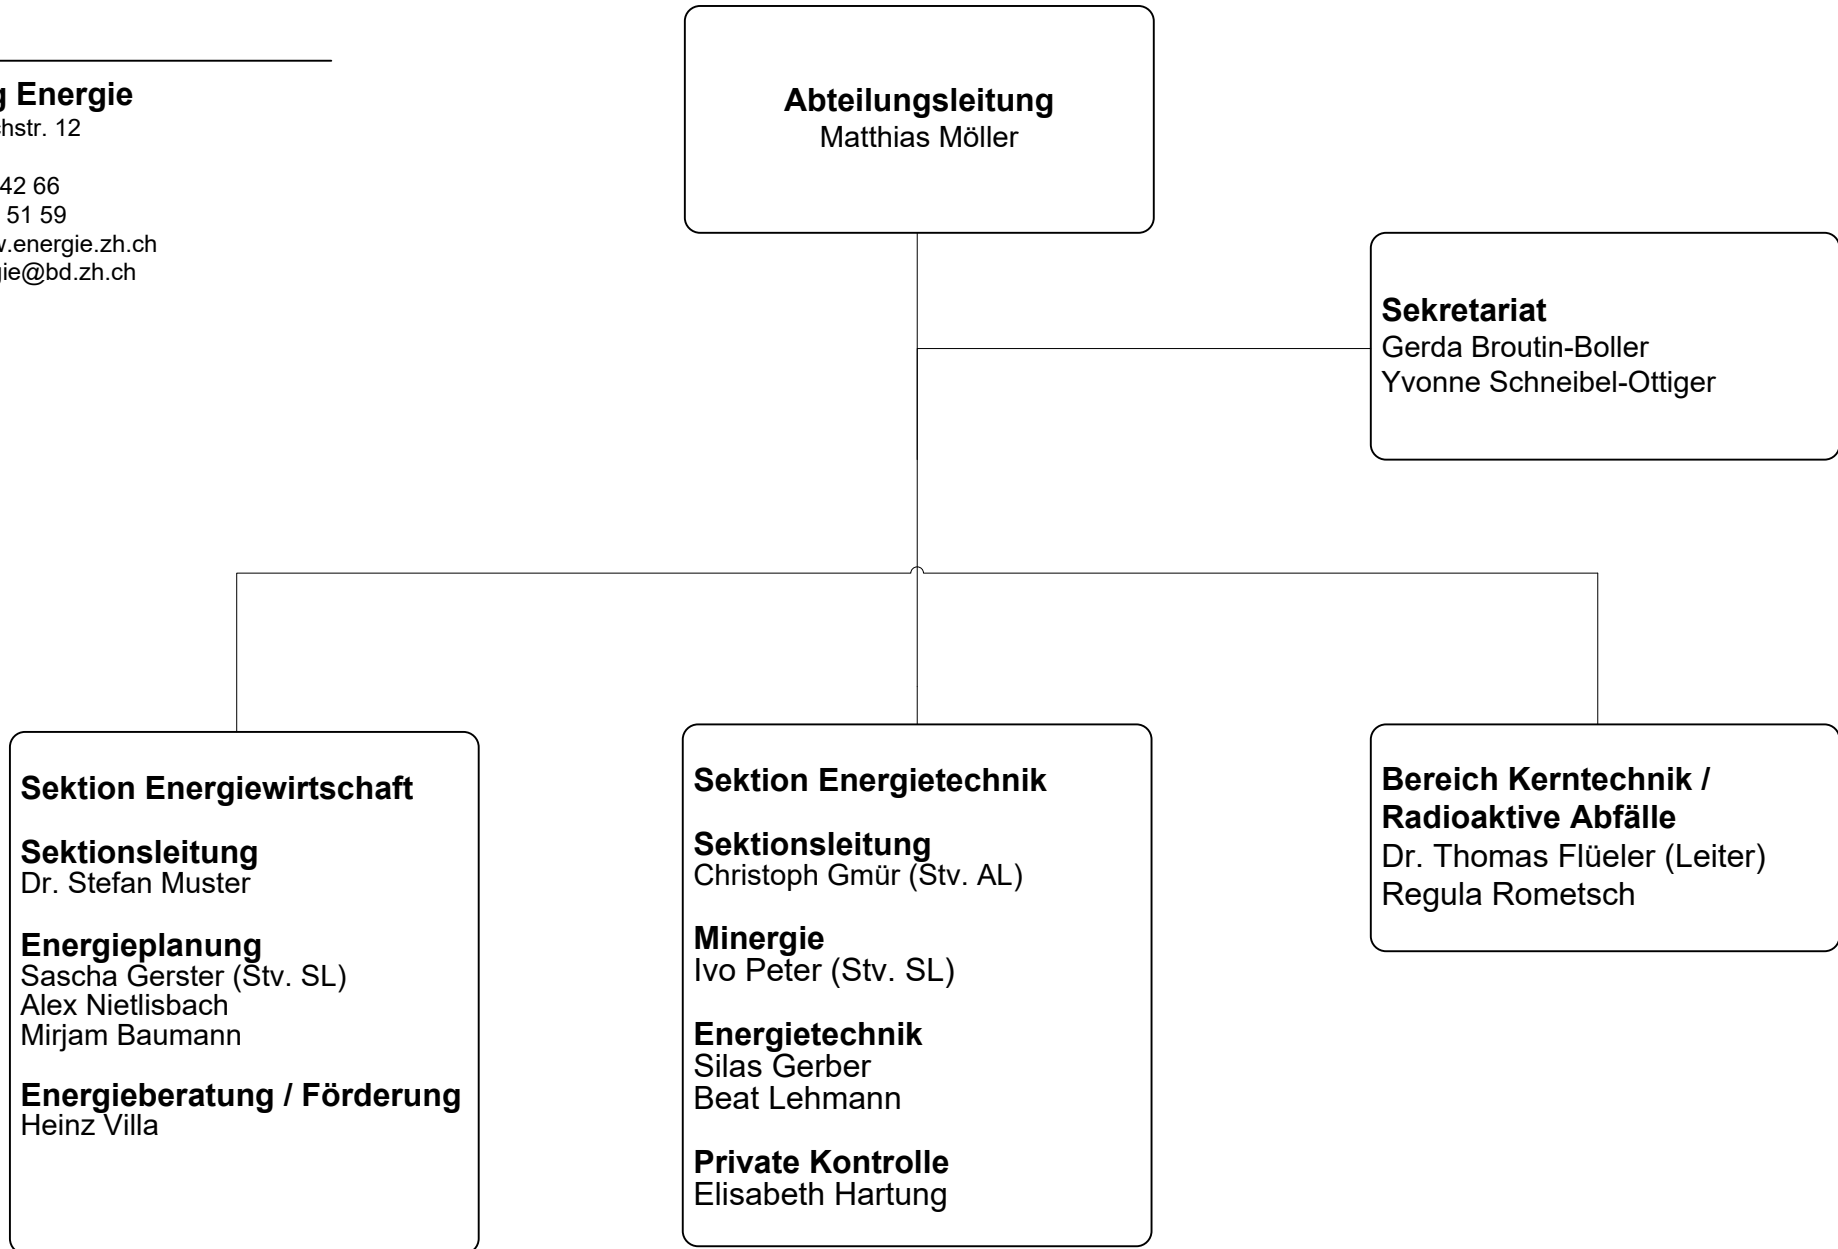 Energie
12
42 66
51 59
.energie.zh.ch
@bd.zh.ch
Abteilungsleitung
Matthias Möller
Sekretariat
Gerda Broutin-Boller
Yvonne Schneibel-Ottiger
Sektion Energiewirtschaft
Sektionsleitung
Dr. Stefan Muster
Energieplanung
Sascha Gerster (Stv. SL)
Alex Nietlisbach
Mirjam Baumann
Energieberatung / Förderung
Heinz Villa
Sektion Energietechnik
Sektionsleitung
Christoph Gmür (Stv. AL)
Minergie
Ivo Peter (Stv. SL)
Energietechnik
Silas Gerber
Beat Lehmann
Private Kontrolle
Elisabeth Hartung
Bereich Kerntechnik /
Radioaktive Abfälle
Dr. Thomas Flüeler (Leiter)
Regula Rometsch